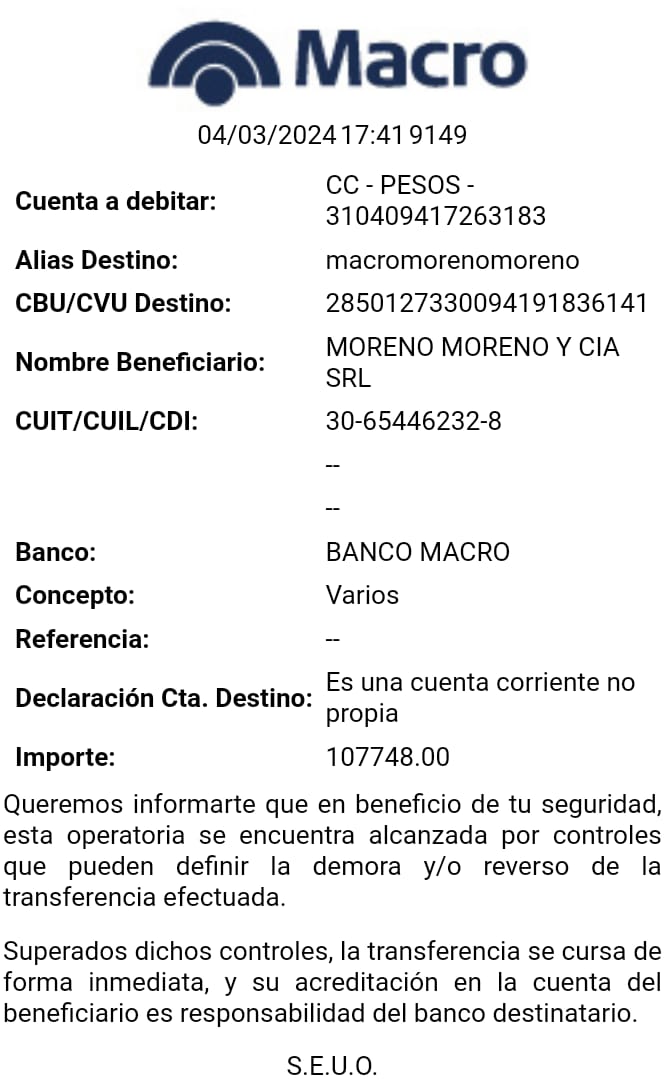 Macro
04/03/2024 17:41 9149
Cuenta a debitar: CC - PESOS -
310409417263183
Alias Destino: macromorenomoreno
CBU/CVU Destino: 2850127330094191836141
Nombre Beneficiario: MORENO MORENO Y CIA
SRL
CUIT/CUIL/CDI: 30-65446232-8
--
--
Banco: BANCO MACRO
Concepto: Varios
Referencia: --
Declaración Cta. Destino: Es una cuenta corriente no
propia
Importe: 107748.00
Queremos informarte que en beneficio de tu seguridad,
esta operatoria se encuentra alcanzada por controles
que pueden definir la demora y/o reverso de la
transferencia efectuada.
Superados dichos controles, la transferencia se cursa de
forma inmediata, y su acreditación en la cuenta del
beneficiario es responsabilidad del banco destinatario.
S.E.U.O.